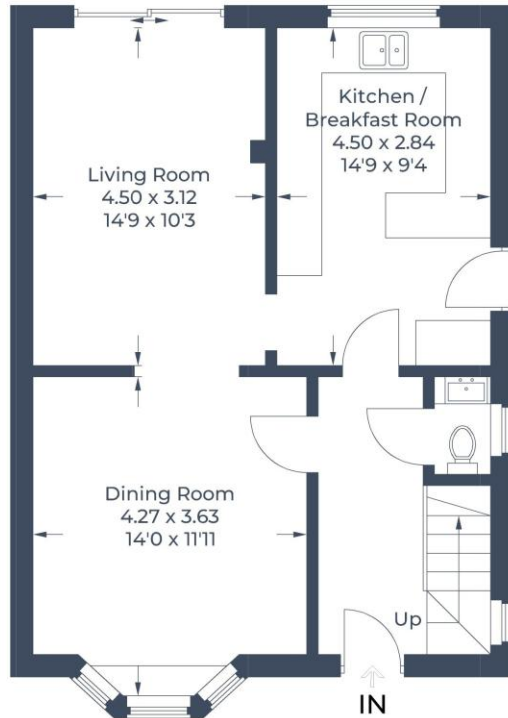 Living Room
4.50 x 3.12
14'9 x 10'3
Kitchen /
Breakfast Room
4.50 x 2.84
14'9 x 9'4
Dining Room
4.27 x 3.63
14'0 x 11'11
Up
IN